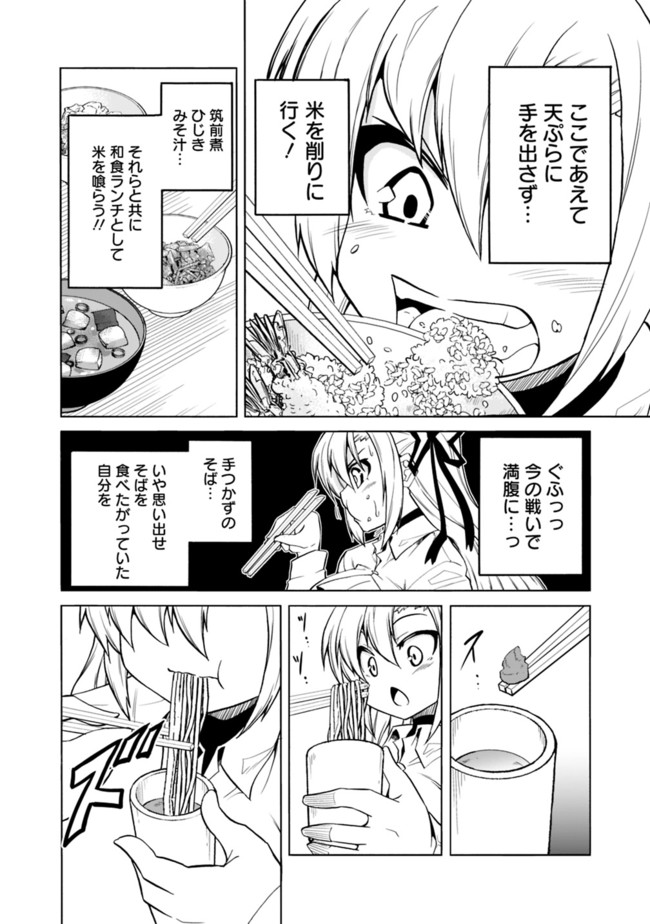 ここであえて
天ぷらに
手を出さず…
米を削りに
行く！
筑前煮
ひじき
みそ汁…
それらと共に
和食ランチとして
米を喰らう!!
ぐふっっ
今の戦いで
満腹に…っ
手つかずの
そば…
いや思い出せ
そばを
食べたがっていた
自分を
ズズ